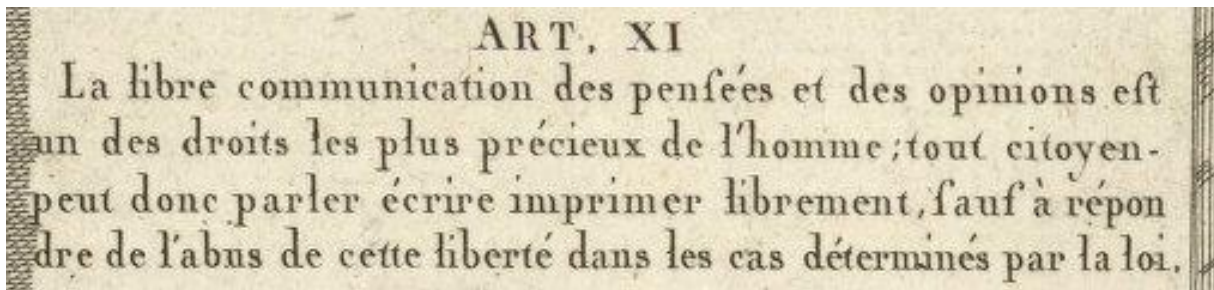 ART. XI
La libre communication des penſées et des opinions eſt
un des droits les plus précieux de l'homme; tout citoyen-
peut donc parler écrire imprimer librement, ſauf à répon
dre de l'abus de cette liberté dans les cas déterminés par la loi.